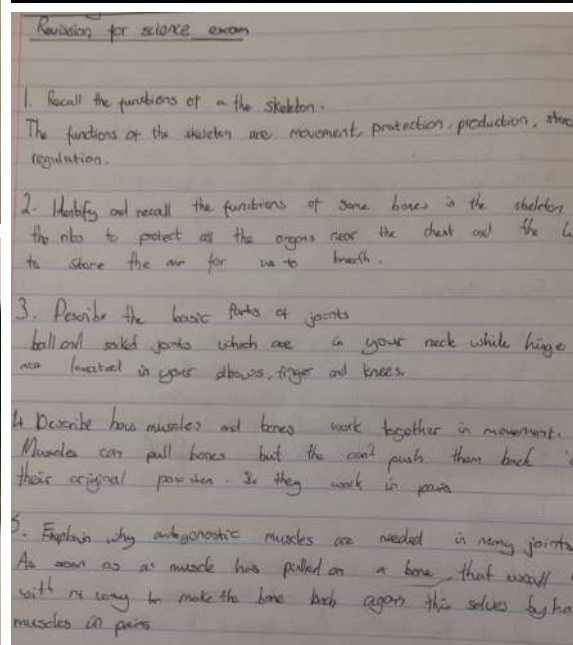 Revission for science exam
1. Recall the functions of a the skeleton.
The functions of the skeleton are movement, protection, production,
regulation.
2. Identify and recall the functions of some bones in the skeleton
the ribs to protect all the organs near the chest and the
to store the air for us to breath.
3. Describe the basic parts of joints
ball and socket joints which are in your neck while hinge
are located in your elbows, finger and knees.
4 Describe how muscles and bones work together in movement.
Muscles can pull bones but the can't push them back
their original position. So they work in pairs
5. Explain why antagonostic muscles are needed in many joints
As soon as a muscle has pulled on a bone, that
with no way to make the bone back again this solves by
muscles in pairs